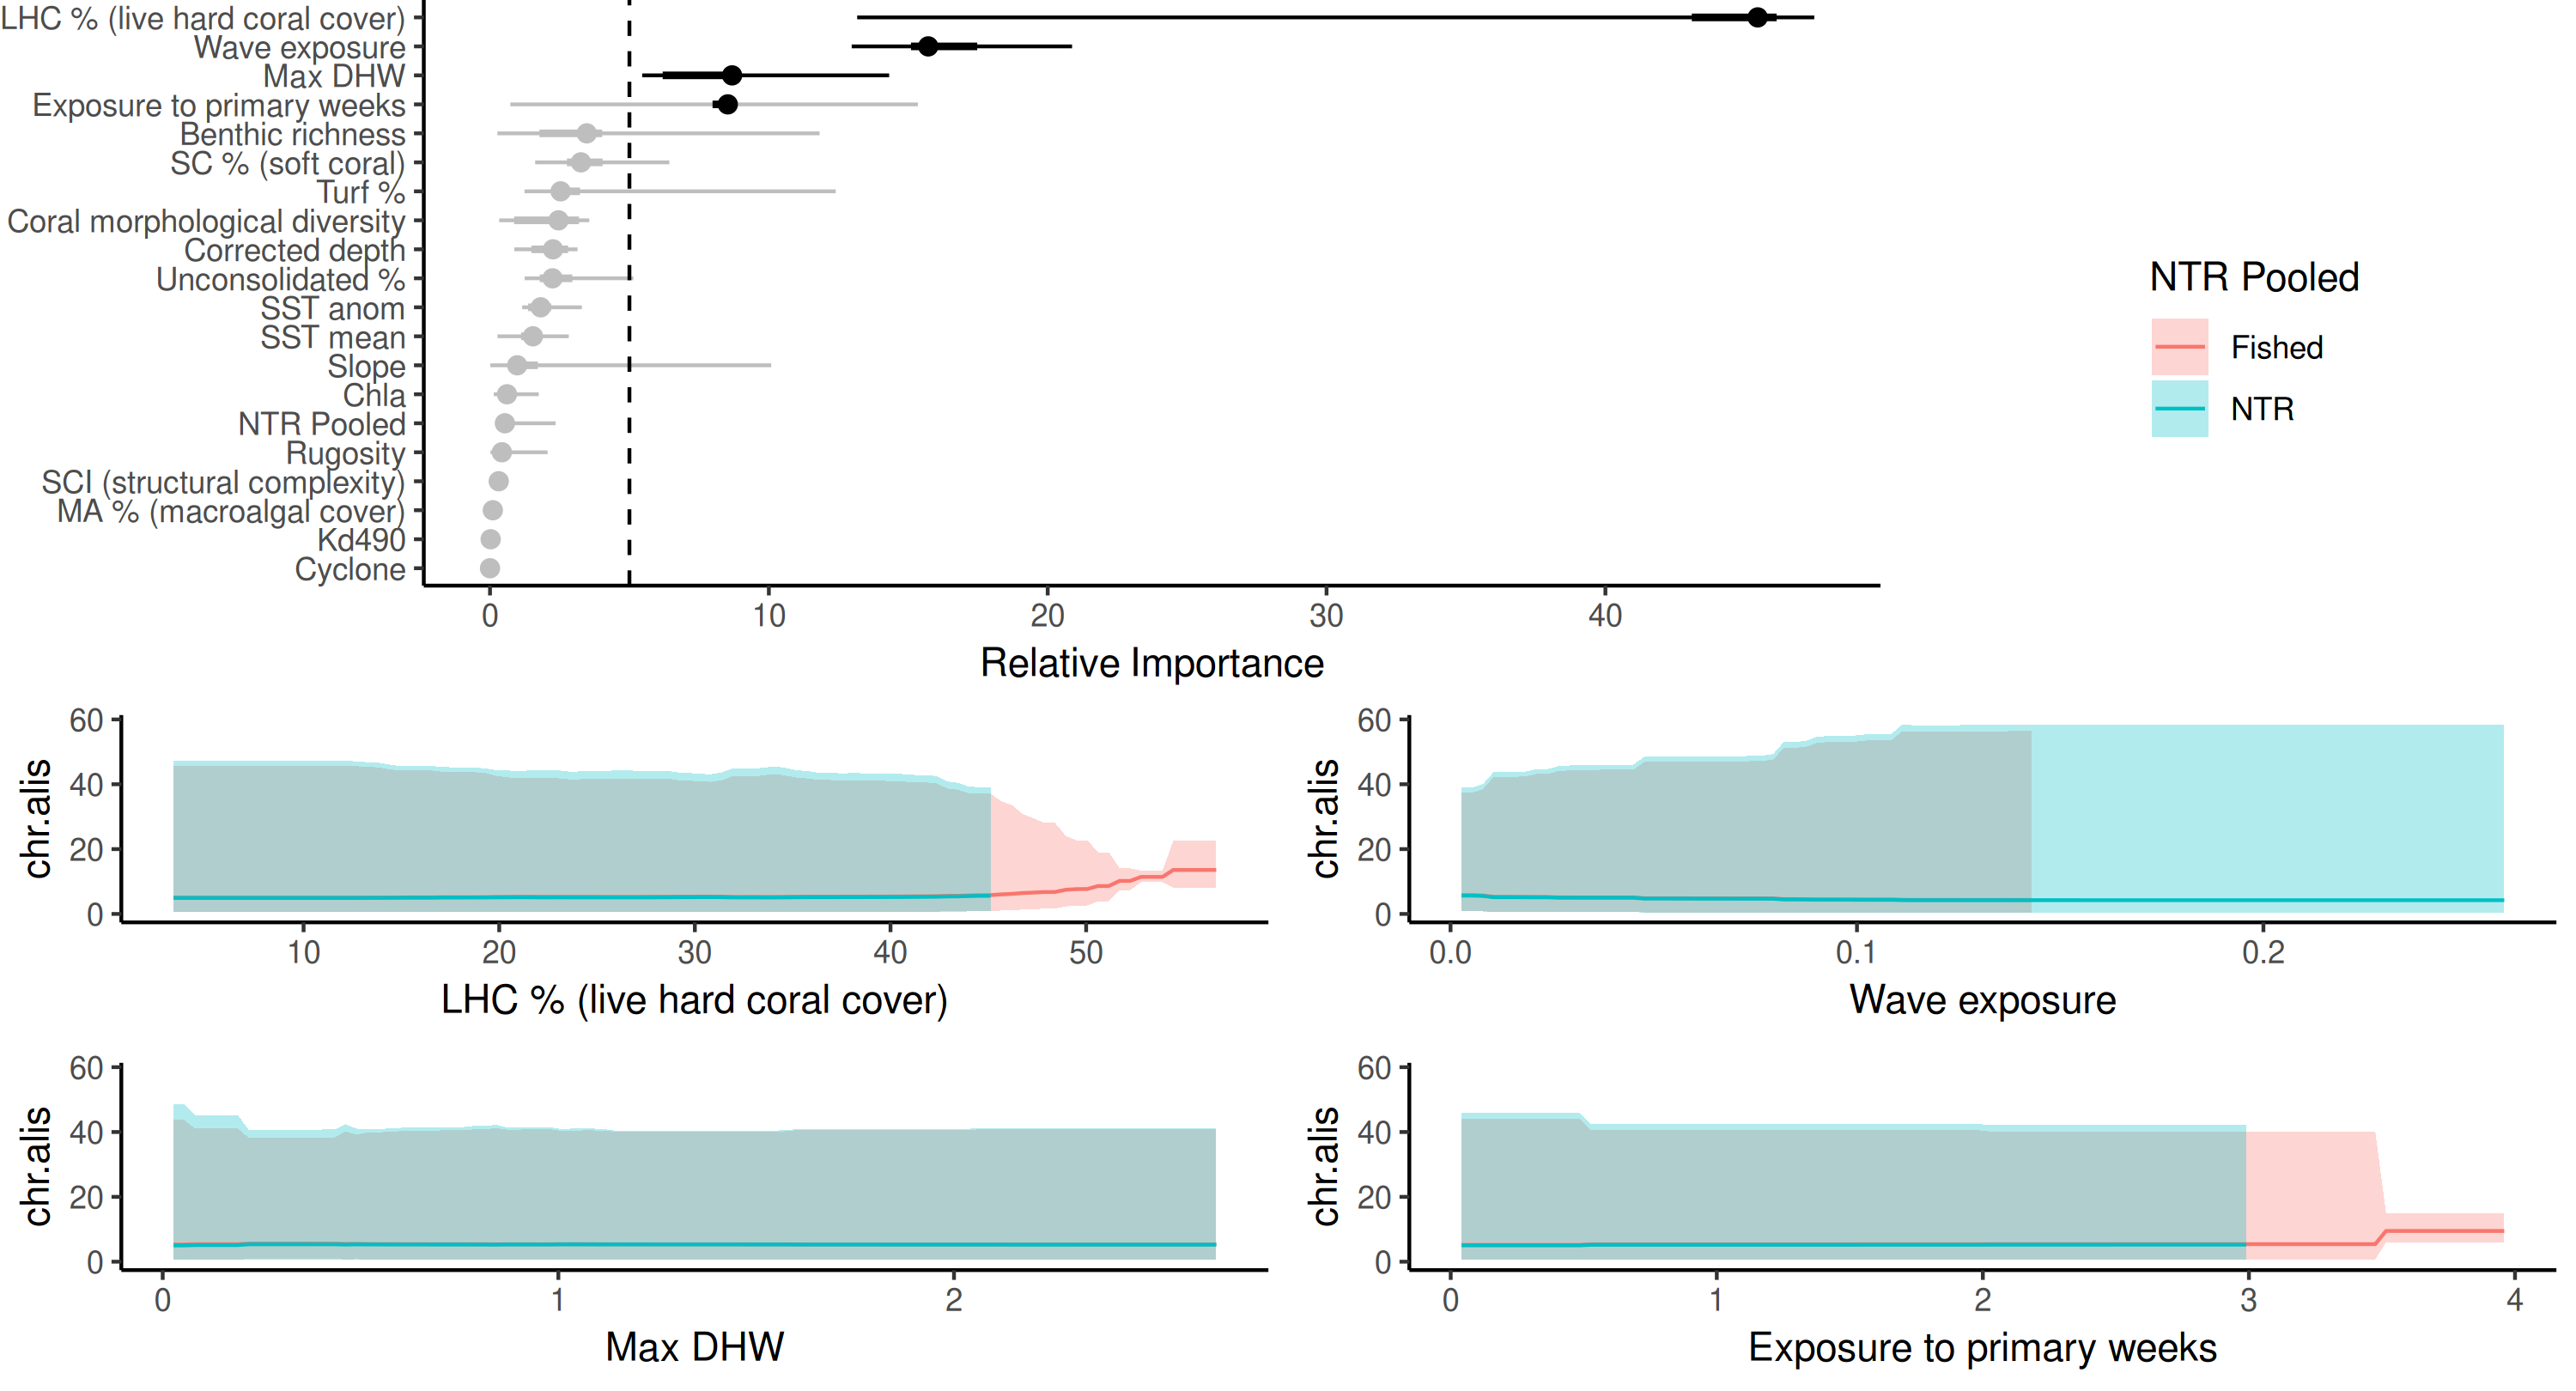 LHC % (live hard coral cover)
Wave exposure
Max DHW
Exposure to primary weeks
Benthic richness
SC % (soft coral)
Turf %
Coral morphological diversity
Corrected depth
Unconsolidated %
SST anom
SST mean
Slope
Chla
NTR Pooled
Rugosity
SCI (structural complexity)
MA % (macroalgal cover)
Kd490
Cyclone
0 10 20 30 40
Relative Importance
NTR Pooled
Fished
NTR
60
40
20
0
chr.alis
10 20 30 40 50
LHC % (live hard coral cover)
60
40
20
0
chr.alis
0.0 0.1 0.2
Wave exposure
60
40
20
0
chr.alis
0 1 2
Max DHW
60
40
20
0
chr.alis
0 1 2 3 4
Exposure to primary weeks